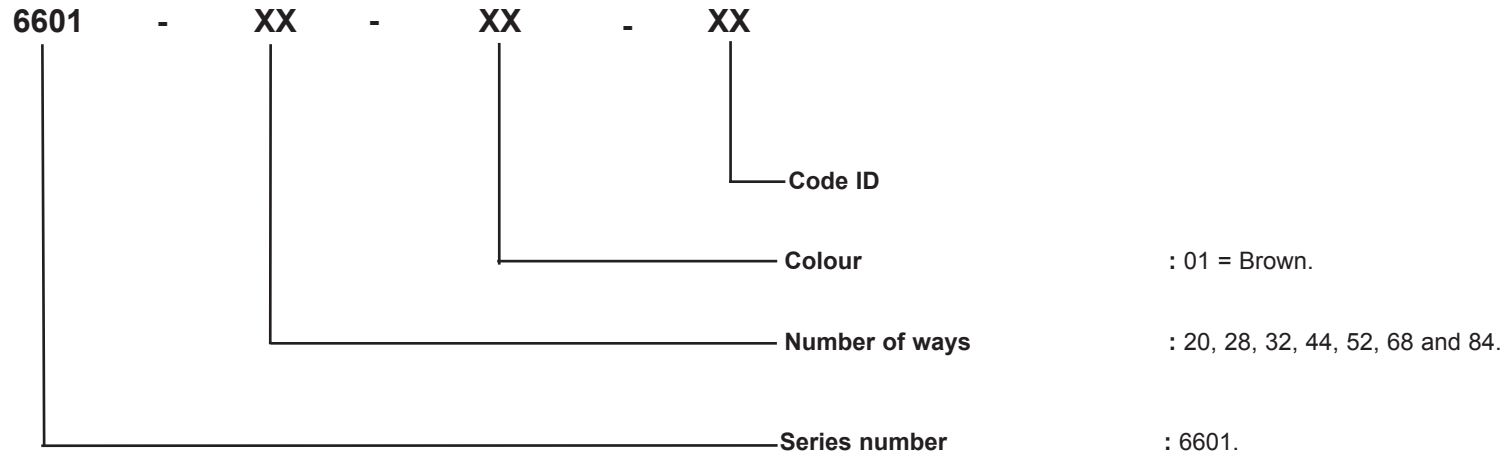 6601 - XX - XX - XX
Code ID
Colour : 01 = Brown.
Number of ways : 20, 28, 32, 44, 52, 68 and 84.
Series number : 6601.